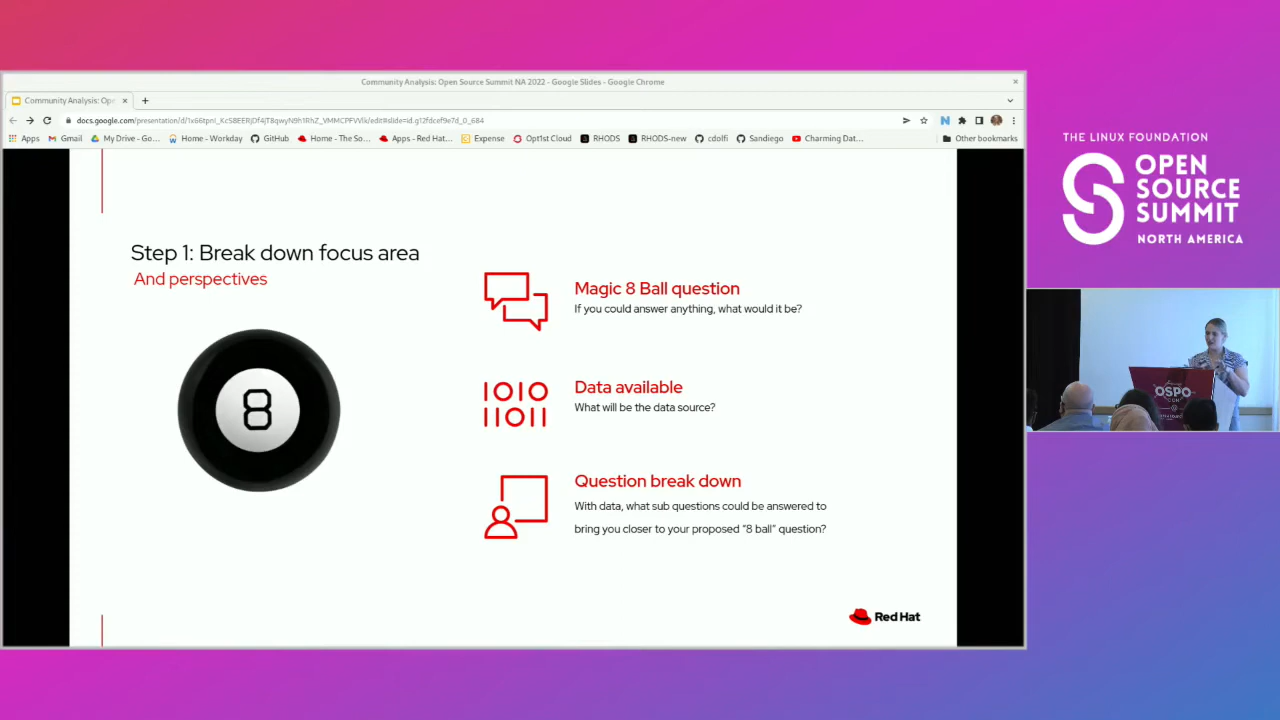 Community Analysis: Open Source Summit NA 2022 - Google Slides - Google Chrome
Community Analysis: Op
Apps
Gmail
My Drive - Go...
Home - Workday
GitHub
Home - The So...
Apps - Red Hat...
Expense
Opt1st Cloud
RHODS
RHODS-new
cdolfi
Sandiego
Charming Dat...
Other bookmarks
Step 1: Break down focus area
And perspectives
8
Magic 8 Ball question
If you could answer anything, what would it be?
1010
11011
Data available
What will be the data source?
Question break down
With data, what sub questions could be answered to
bring you closer to your proposed “8 ball” question?
Red Hat
THE LINUX FOUNDATION
OPEN
SOURCE
SUMMIT
NORTH AMERICA
OSPO
CON